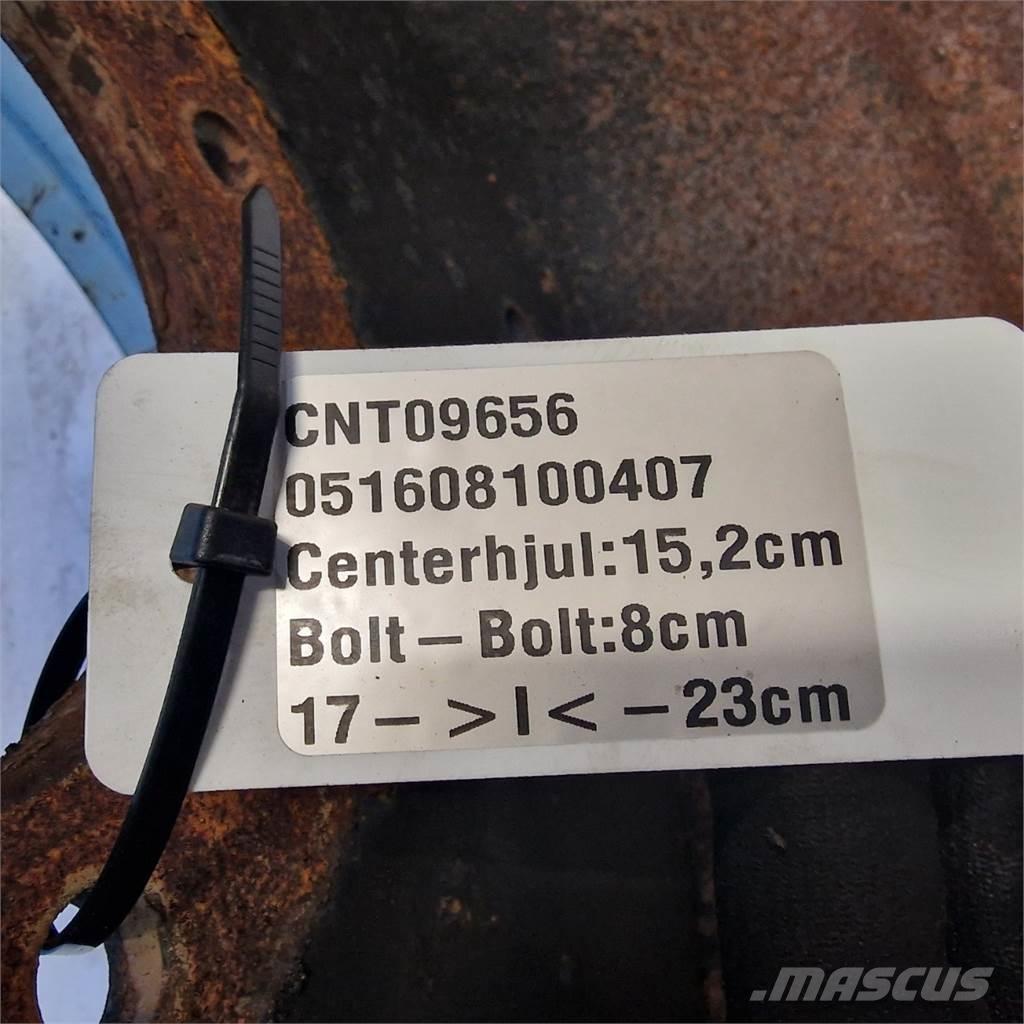 CNT09656
051608100407
Centerhjul:15,2cm
Bolt-Bolt:8cm
17->|<-23cm
MASCUS